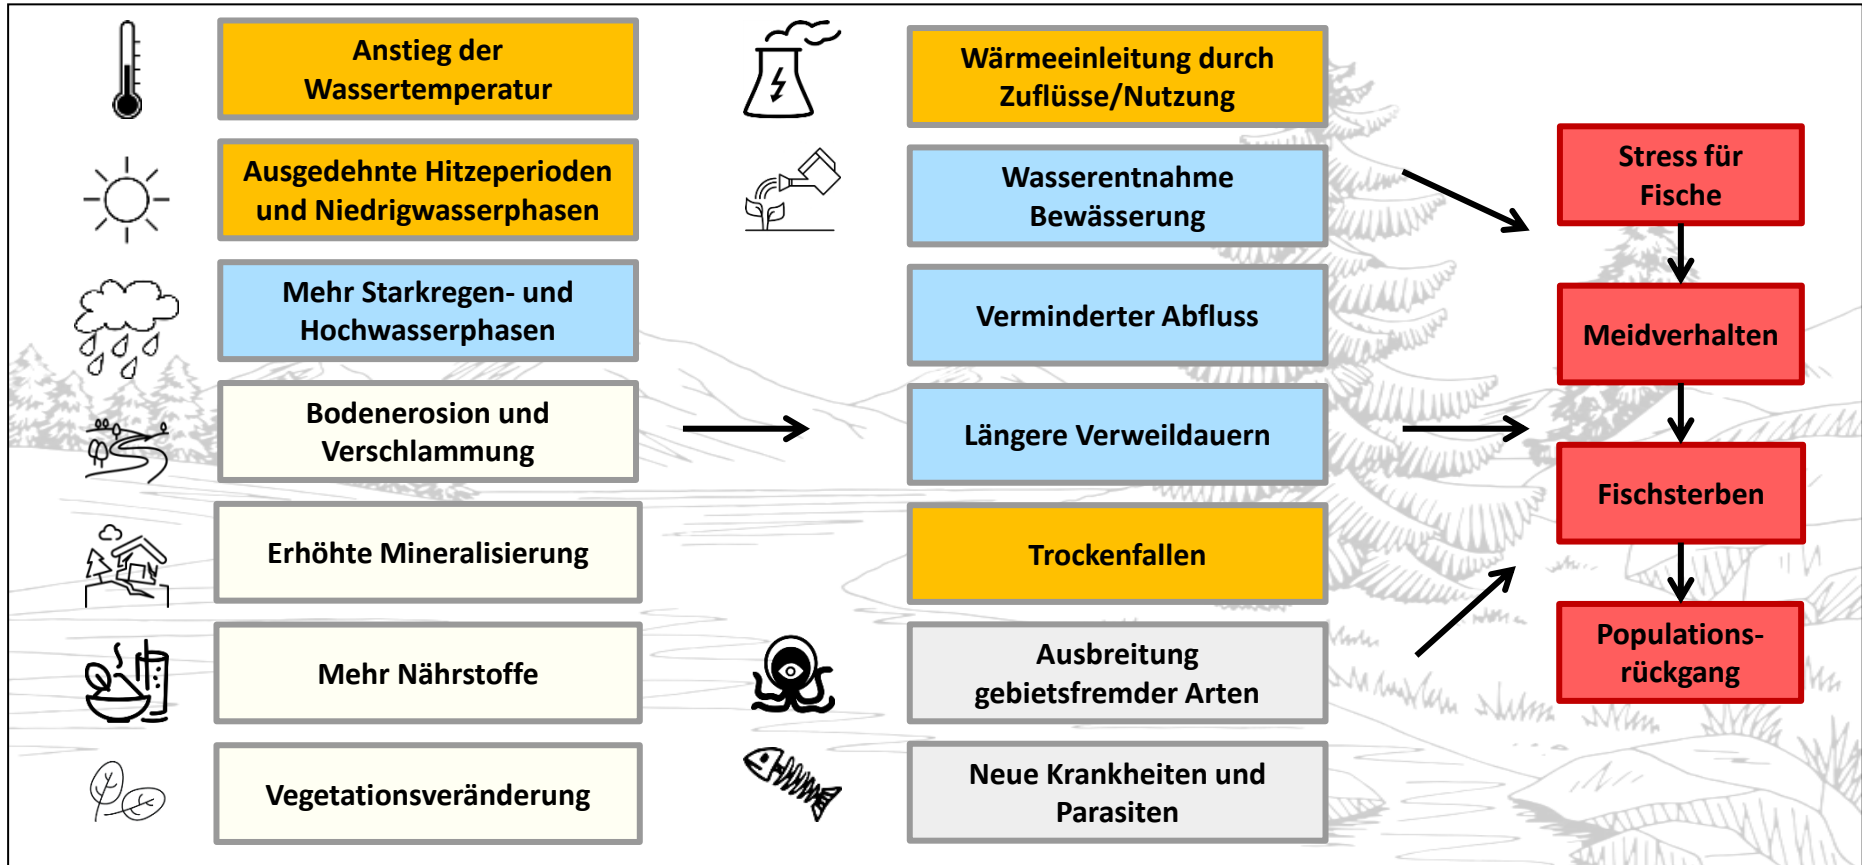 Anstieg der
Wassertemperatur
Ausgedehnte Hitzeperioden
und Niedrigwasserphasen
Mehr Starkregen- und
Hochwasserphasen
Bodenerosion und
Verschlammung
Erhöhte Mineralisierung
Mehr Nährstoffe
Vegetationsveränderung
Wärmeeinleitung durch
Zuflüsse/Nutzung
Wasserentnahme
Bewässerung
Verminderter Abfluss
Längere Verweildauern
Trockenfallen
Ausbreitung
gebietsfremder Arten
Neue Krankheiten und
Parasiten
Stress für
Fische
Meidverhalten
Fischsterben
Populations-
rückgang